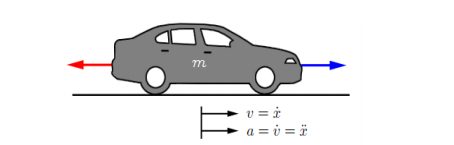 m
v = ẋ
a = v̇ = ẍ